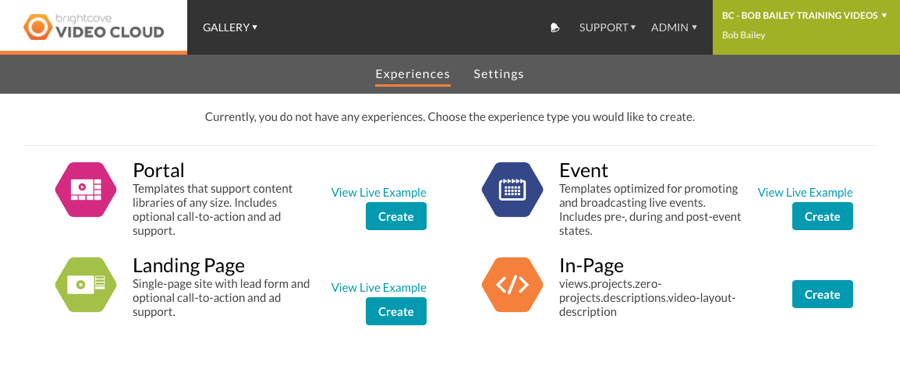 brightcove
VIDEO CLOUD
GALLERY
SUPPORT
ADMIN
BC - BOB BAILEY TRAINING VIDEOS
Bob Bailey
Experiences
Settings
Currently, you do not have any experiences. Choose the experience type you would like to create.
Portal
Templates that support content
libraries of any size. Includes
optional call-to-action and ad
support.
View Live Example
Create
Event
Templates optimized for promoting
and broadcasting live events.
Includes pre-, during and post-event
states.
View Live Example
Create
Landing Page
Single-page site with lead form and
optional call-to-action and ad
support.
View Live Example
Create
In-Page
views.projects.zero-
projects.descriptions.video-layout-
description
Create